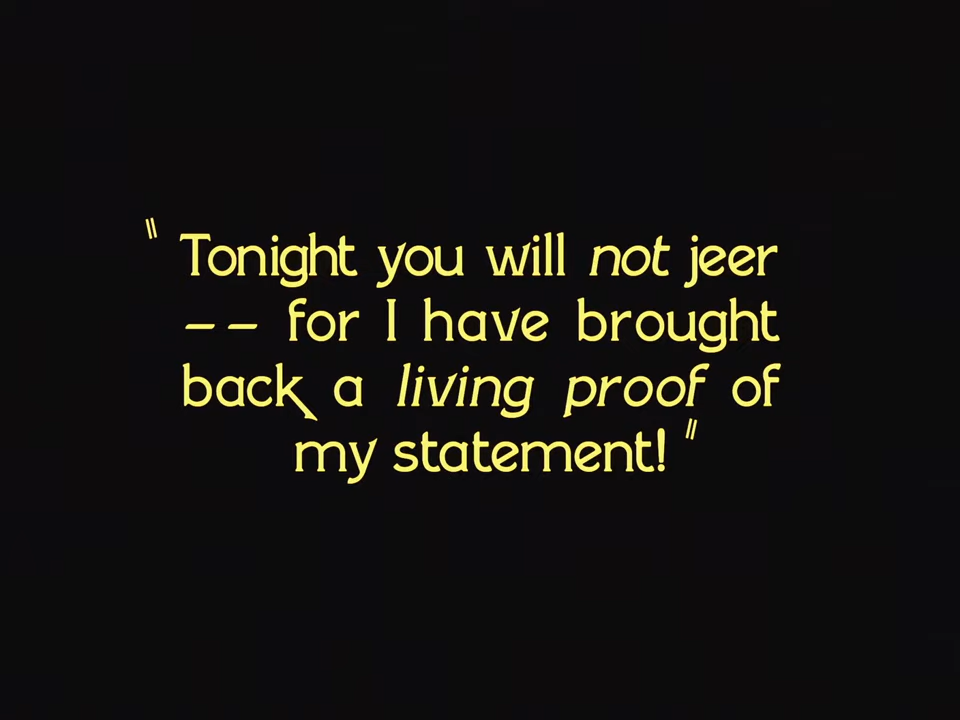 "Tonight you will not jeer
-- for I have brought
back a living proof of
my statement!"